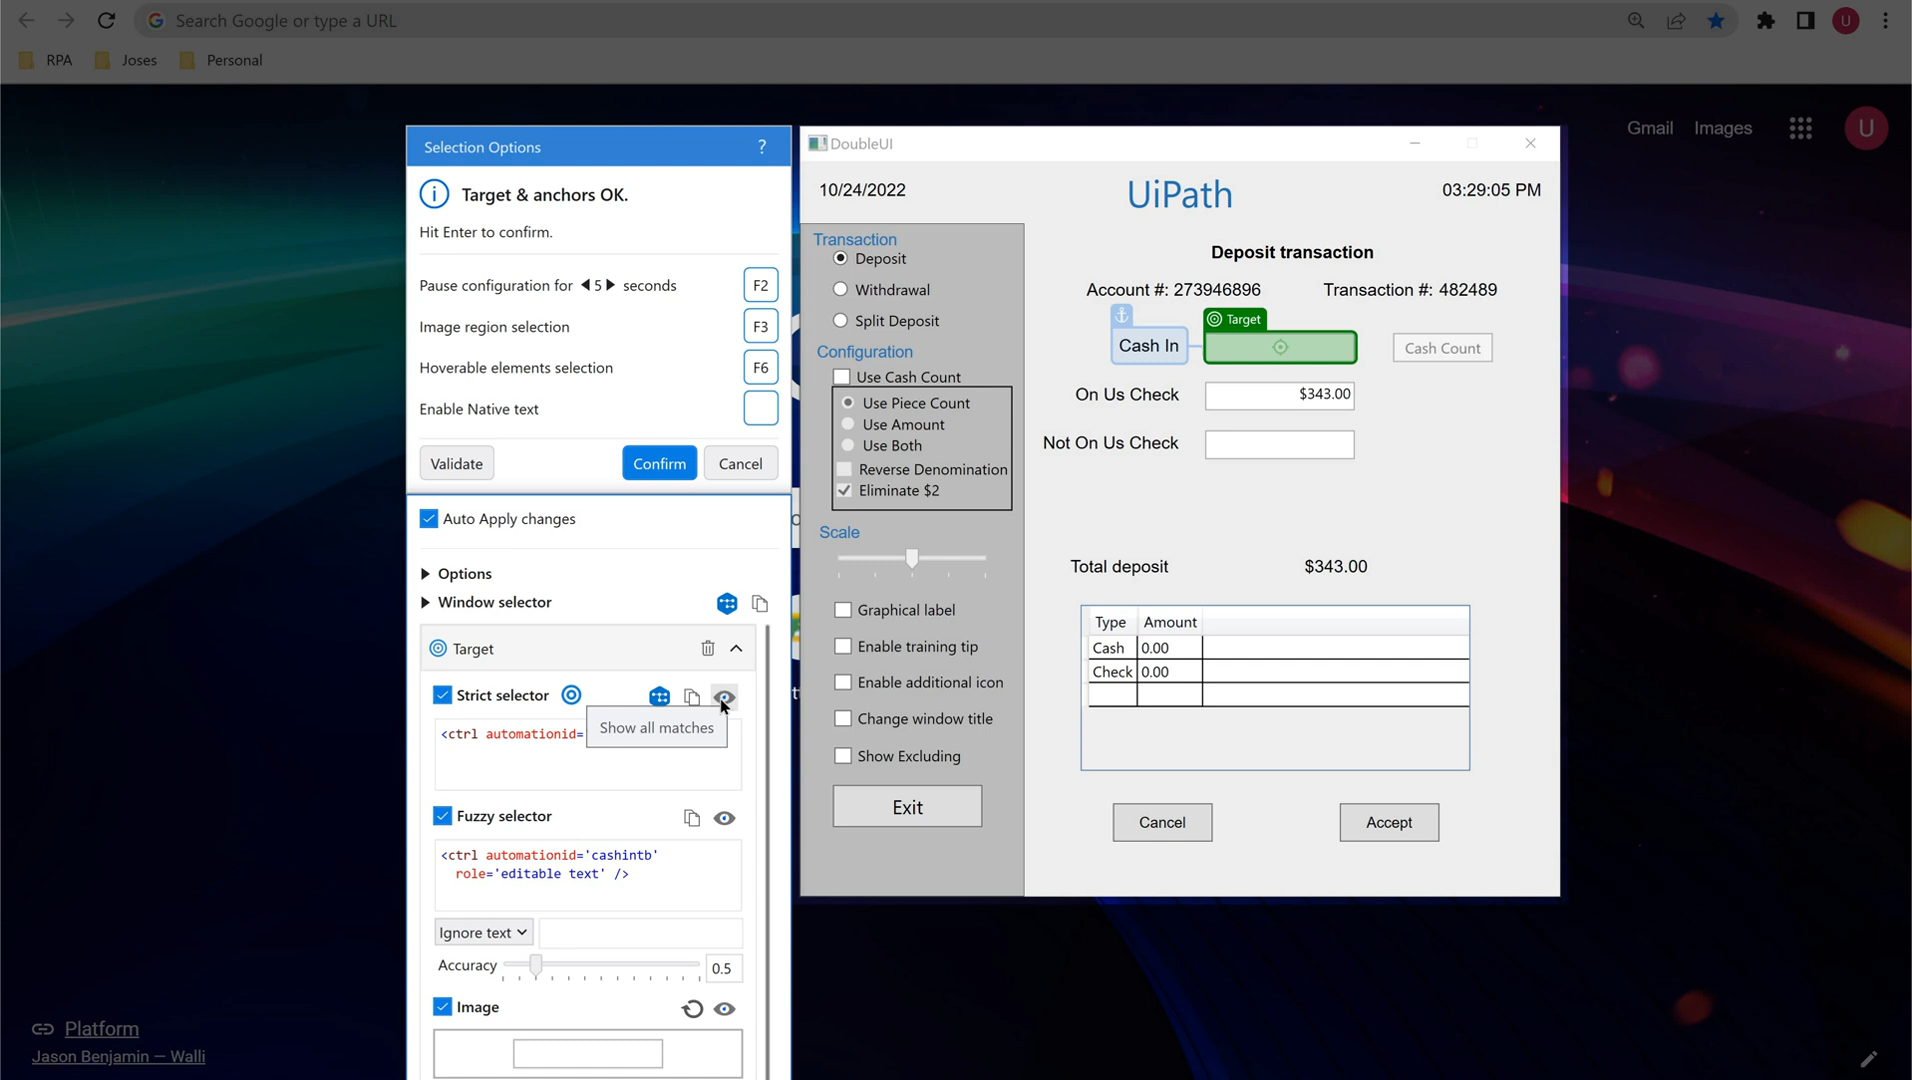 Search Google or type a URL
U
RPA
Joses
Personal
Gmail
Images
U
Selection Options
?
Target & anchors OK.
Hit Enter to confirm.
Pause configuration for 5 seconds
F2
Image region selection
F3
Hoverable elements selection
F6
Enable Native text
Validate
Confirm
Cancel
Auto Apply changes
Options
Window selector
Target
Strict selector
Show all matches
<ctrl automationid=
Fuzzy selector
<ctrl automationid='cashintb'
role='editable text' />
Ignore text
Accuracy
0.5
Image
DoubleUI
10/24/2022
UiPath
03:29:05 PM
Transaction
Deposit
Withdrawal
Split Deposit
Configuration
Use Cash Count
Use Piece Count
Use Amount
Use Both
Reverse Denomination
Eliminate $2
Scale
Graphical label
Enable training tip
Enable additional icon
Change window title
Show Excluding
Exit
Deposit transaction
Account #: 273946896
Transaction #: 482489
Target
Cash In
Cash Count
On Us Check
$343.00
Not On Us Check
Total deposit
$343.00
Type Amount
Cash 0.00
Check 0.00
Cancel
Accept
Platform
Jason Benjamin — Walli